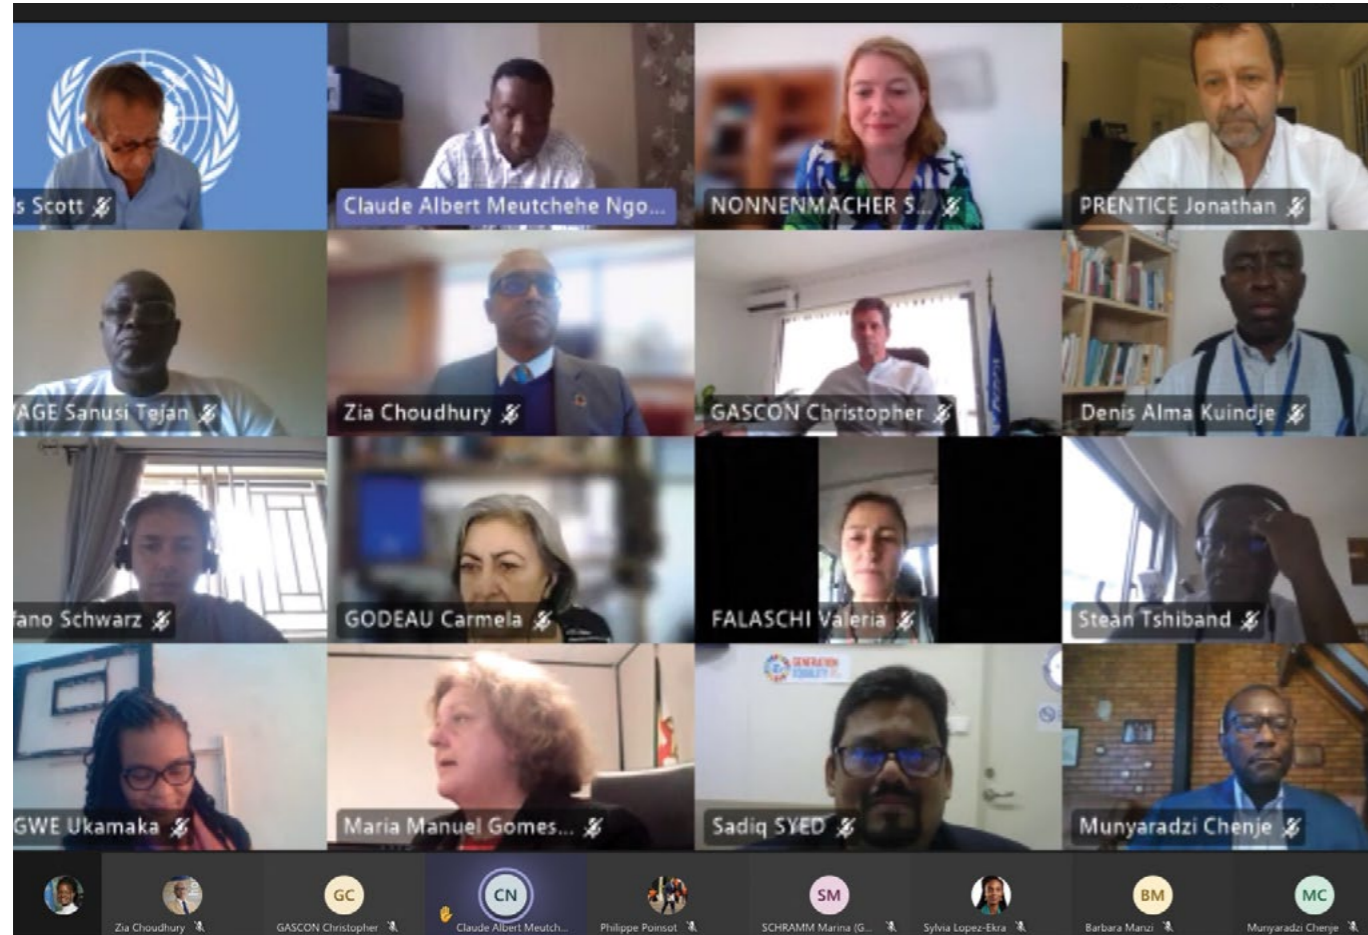 ls Scott
Claude Albert Meutchehe Ngo...
NONNENMACHER S...
PRENTICE Jonathan
AGE Sanusi Tejan
Zia Choudhury
GASCON Christopher
Denis Alma Kuindje
fano Schwarz
GODEAU Carmela
FALASCHI Valeria
Stean Tshiband
GENERATION
EQUALITY
GWE Ukamaka
Maria Manuel Gomes...
Sadiq SYED
Munyaradzi Chenje
GC
CN
SM
BM
MC
Zia Choudhury
GASCON Christopher
Claude Albert Meutch...
Philippe Poinsot
SCHRAMM Marina (G...
Sylvia Lopez-Ekra
Barbara Manzi
Munyaradzi Chenje